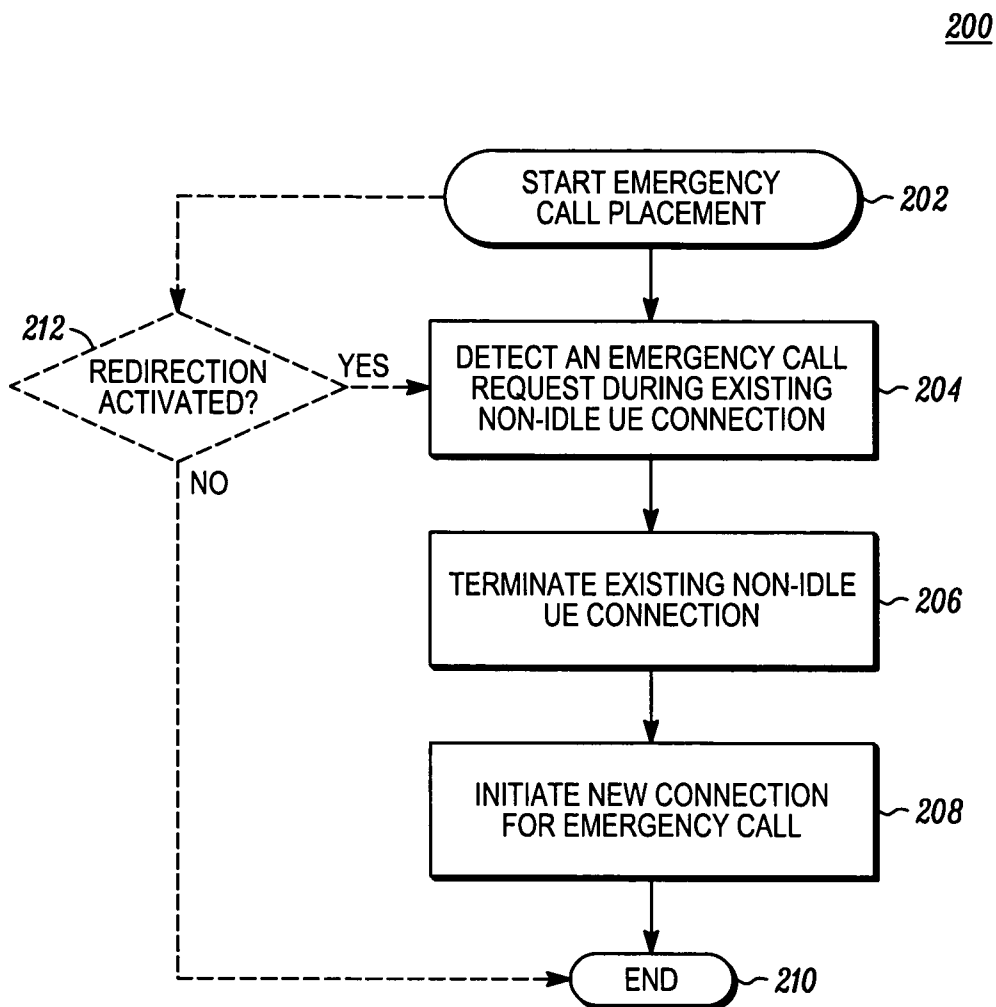 200
START EMERGENCY
CALL PLACEMENT
202
212
REDIRECTION
ACTIVATED?
YES
NO
DETECT AN EMERGENCY CALL
REQUEST DURING EXISTING
NON-IDLE UE CONNECTION
204
TERMINATE EXISTING NON-IDLE
UE CONNECTION
206
INITIATE NEW CONNECTION
FOR EMERGENCY CALL
208
END
210